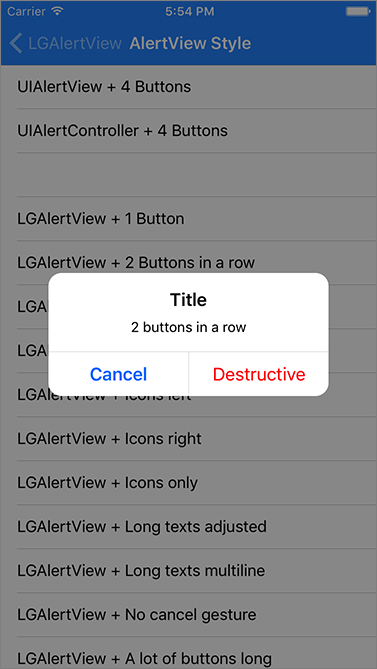 Carrier 5:54 PM
LGAlertView AlertView Style
UIAlertView + 4 Buttons
UIAlertController + 4 Buttons
LGAlertView + 1 Button
LGAlertView + 2 Buttons in a row
LGA
Title
2 buttons in a row
LGA
Cancel Destructive
LGAlertView + Icons left
LGAlertView + Icons right
LGAlertView + Icons only
LGAlertView + Long texts adjusted
LGAlertView + Long texts multiline
LGAlertView + No cancel gesture
LGAlertView + A lot of buttons long